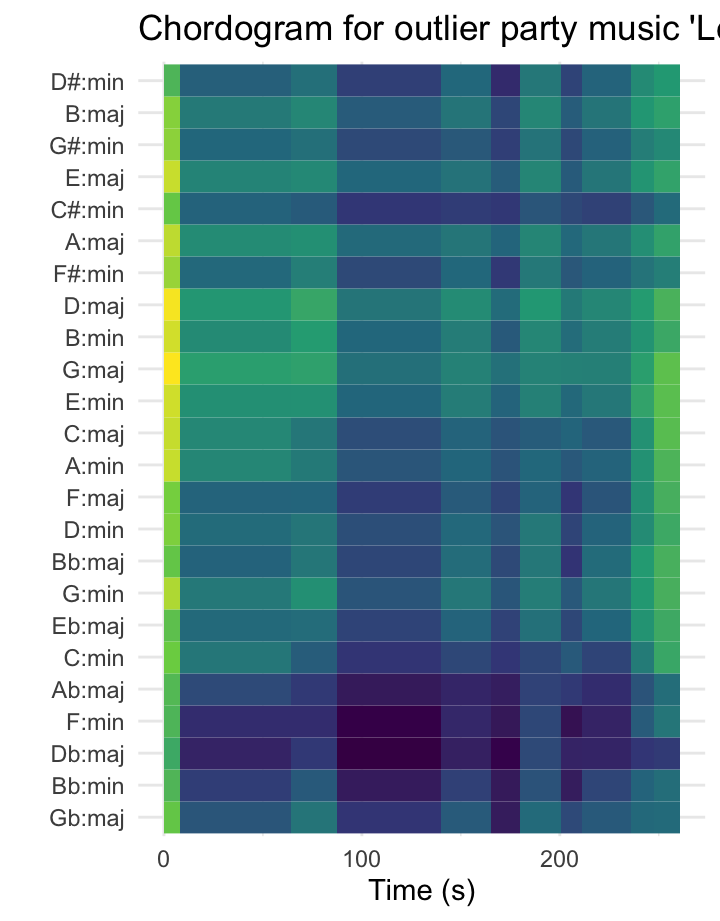 Chordogram for outlier party music
D#:min
B:maj
G#:min
E:maj
C#:min
A:maj
F#:min
D:maj
B:min
G:maj
E:min
C:maj
A:min
F:maj
D:min
Bb:maj
G:min
Eb:maj
C:min
Ab:maj
F:min
Db:maj
Bb:min
Gb:maj
0 100 200
Time (s)